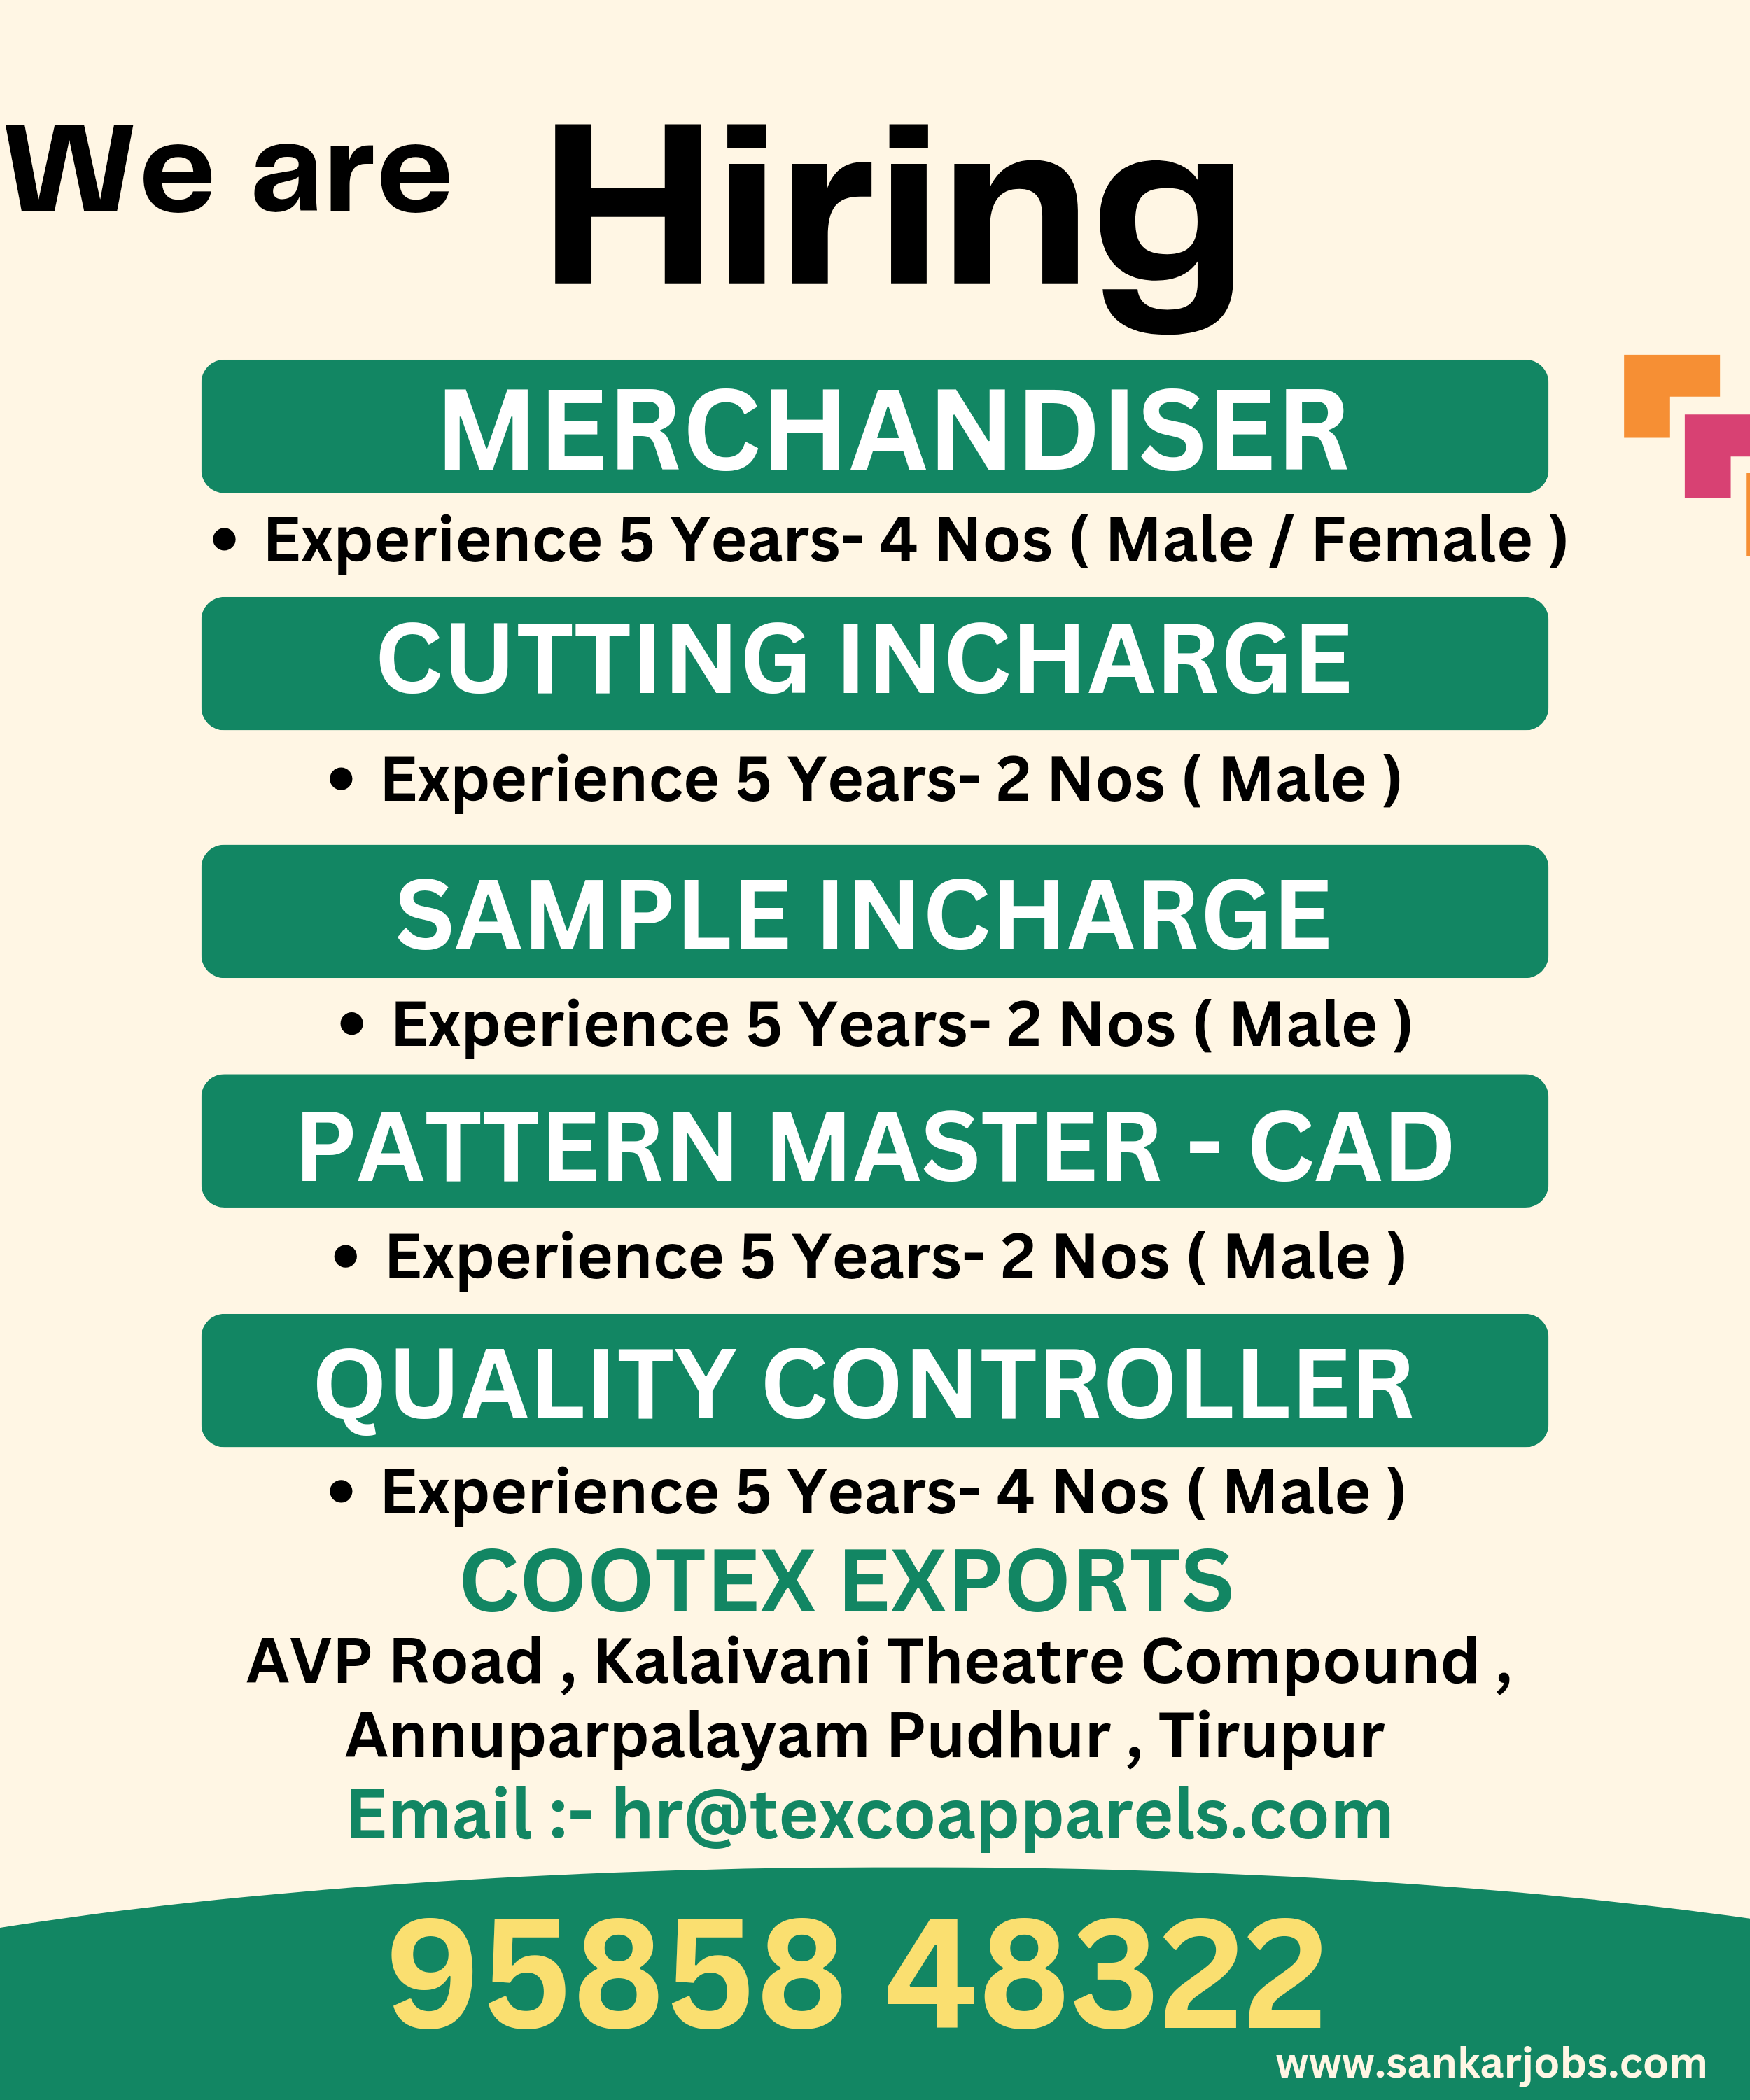 We are Hiring
MERCHANDISER
• Experience 5 Years- 4 Nos ( Male / Female )
CUTTING INCHARGE
• Experience 5 Years- 2 Nos ( Male )
SAMPLE INCHARGE
• Experience 5 Years- 2 Nos ( Male )
PATTERN MASTER - CAD
• Experience 5 Years- 2 Nos ( Male )
QUALITY CONTROLLER
• Experience 5 Years- 4 Nos ( Male )
COOTEX EXPORTS
AVP Road , Kalaivani Theatre Compound ,
Annuparpalayam Pudhur , Tirupur
Email :- hr@texcoapparels.com
95858 48322
www.sankarjobs.com